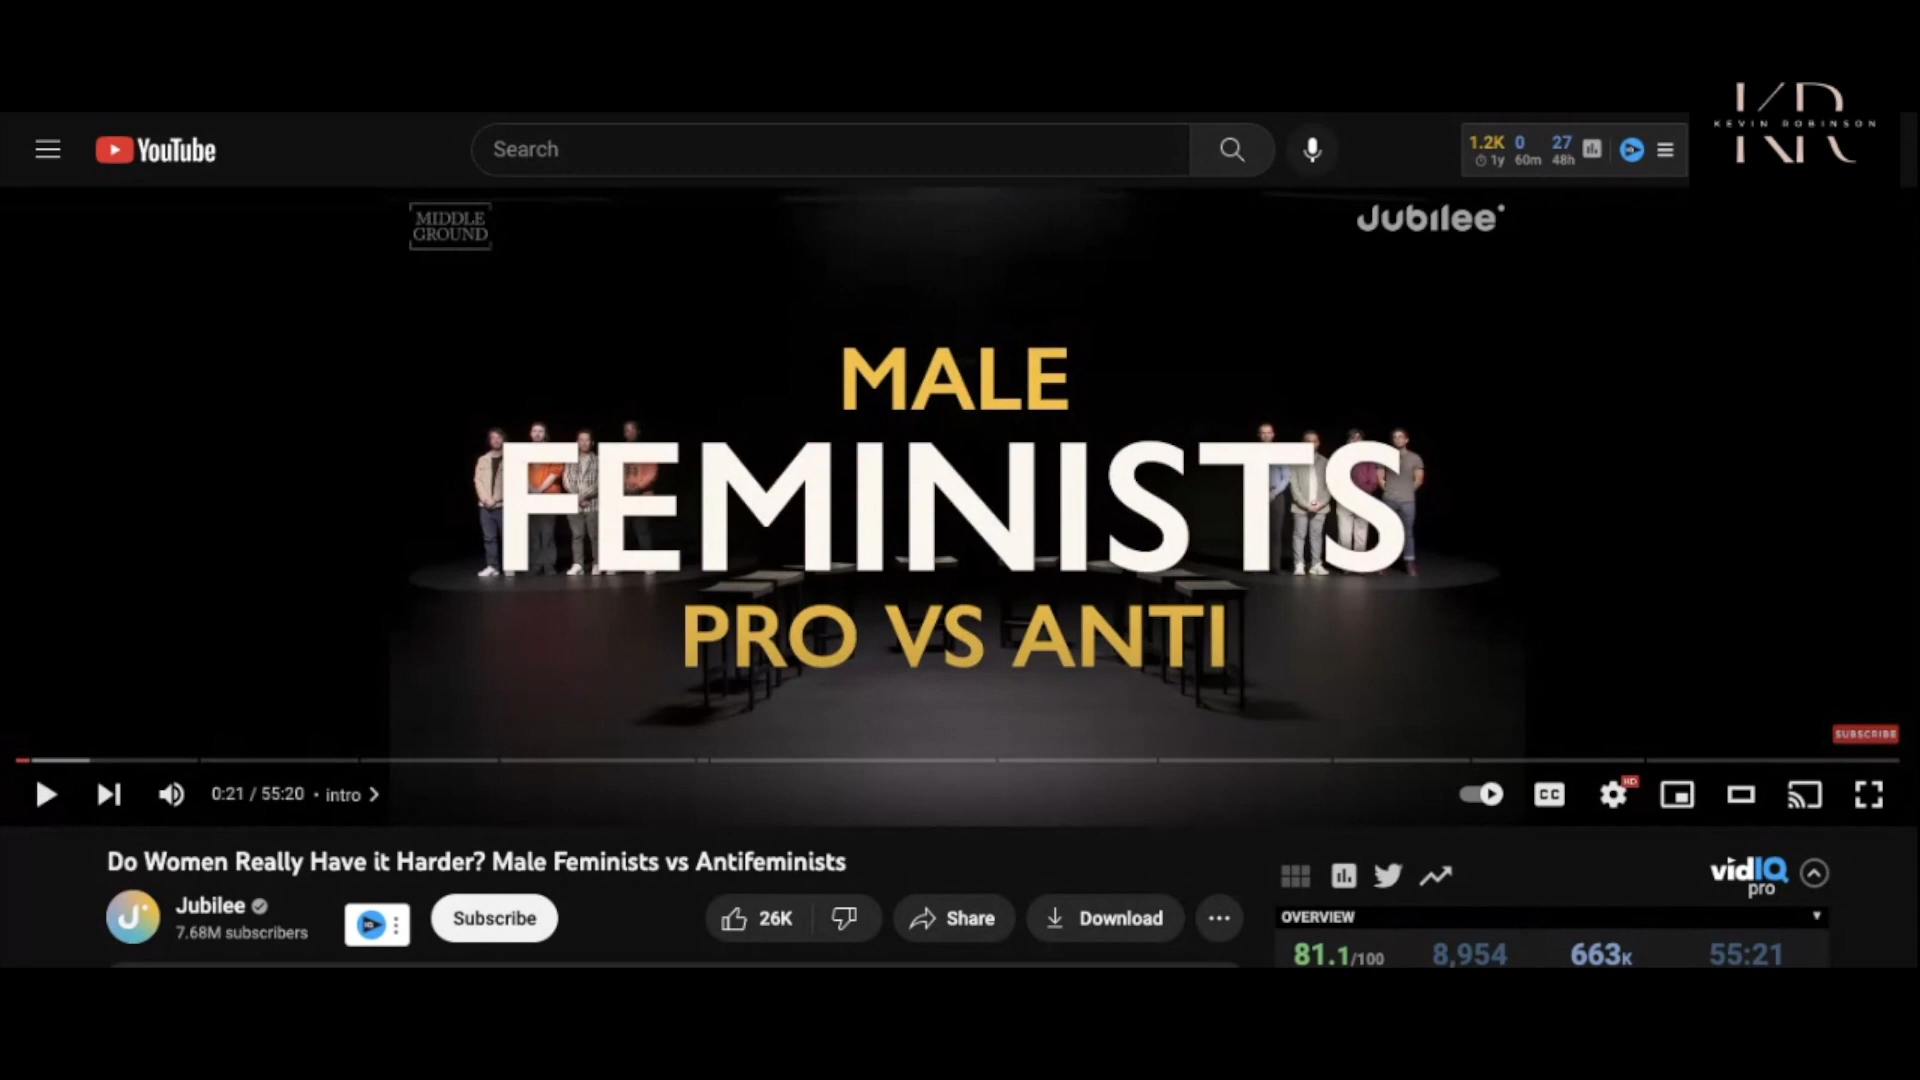 KR
KEVIN ROBINSON
YouTube
Search
1.2K 0 27
1y 60m 48h
MIDDLE
GROUND
Jubilee
MALE
FEMINISTS
PRO VS ANTI
SUBSCRIBE
0:21 / 55:20 • intro
CC
HD
Do Women Really Have it Harder? Male Feminists vs Antifeminists
Jubilee
7.68M subscribers
Subscribe
26K
Share
Download
vidIQ
pro
OVERVIEW
81.1/100 8,954 663K 55:21